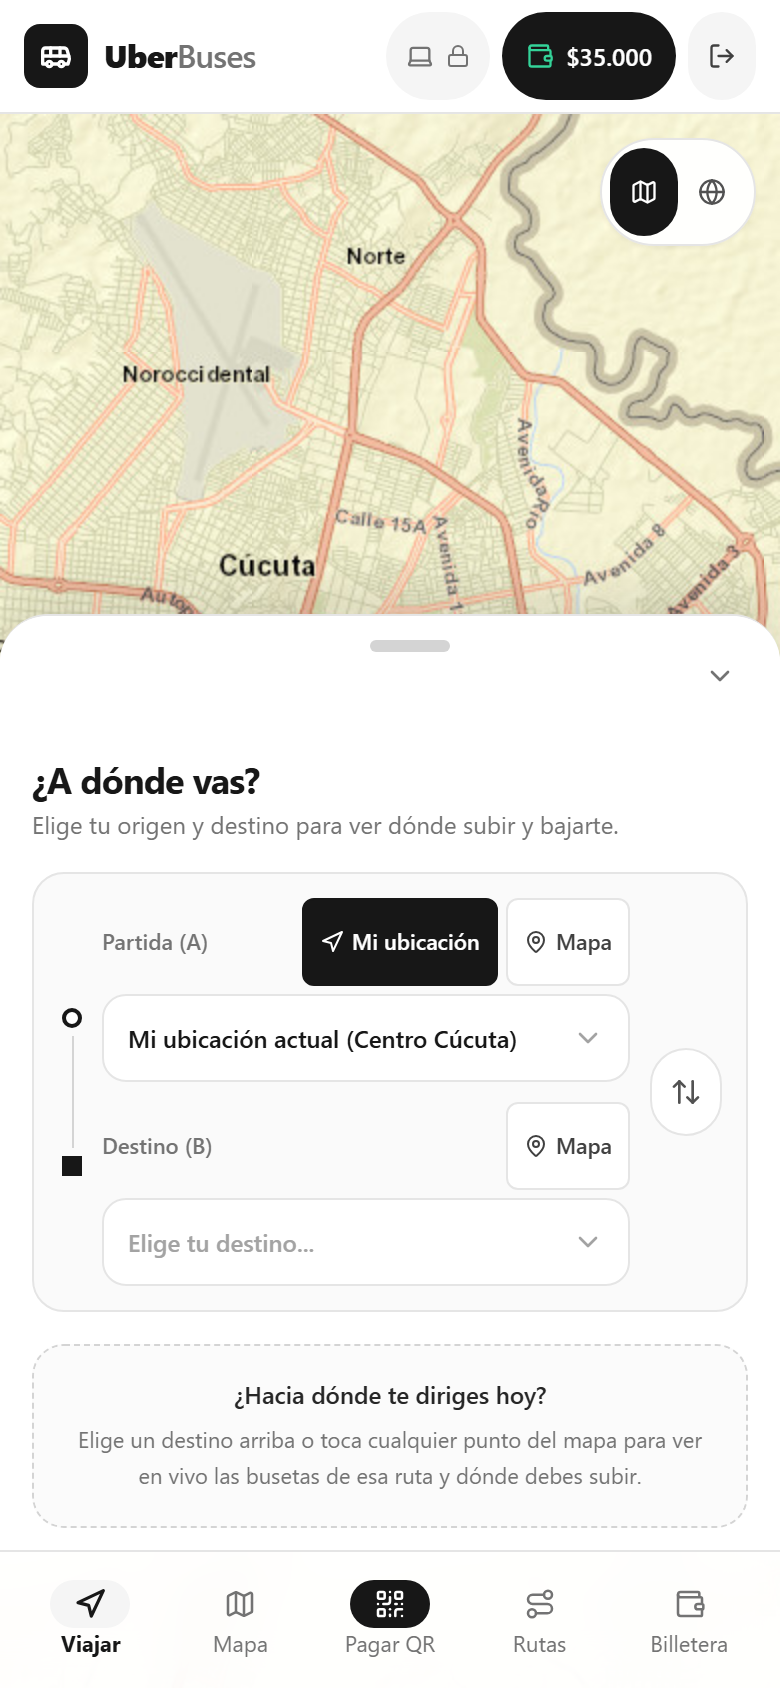 UberBuses
$35.000
Norte
Noroccidental
Avenida Río
Calle 15A
Avenida 1
Avenida 8
Avenida 3
Cúcuta
Autop
¿A dónde vas?
Elige tu origen y destino para ver dónde subir y bajarte.
Partida (A)
Mi ubicación
Mapa
Mi ubicación actual (Centro Cúcuta)
Destino (B)
Mapa
Elige tu destino...
¿Hacia dónde te diriges hoy?
Elige un destino arriba o toca cualquier punto del mapa para ver
en vivo las busetas de esa ruta y dónde debes subir.
Viajar
Mapa
Pagar QR
Rutas
Billetera